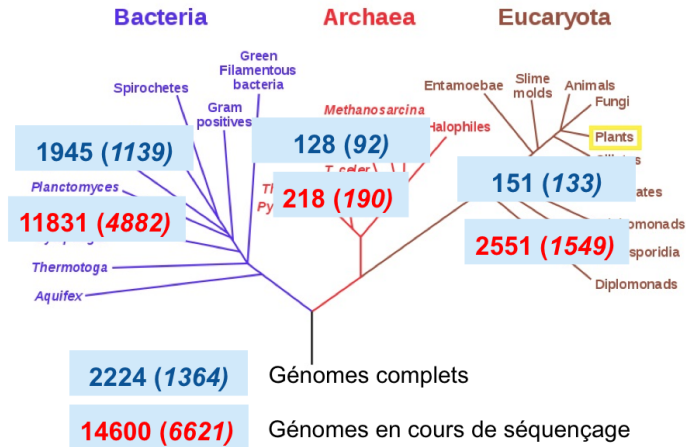 Bacteria
Archaea
Eucaryota
Green
Filamentous
bacteria
Spirochetes
Gram
positives
Methanosarcina
Halophiles
Entamoebae
Slime
molds
Animals
Fungi
Plants
1945 (1139)
128 (92)
T. celer
151 (133)
Planctomyces
11831 (4882)
218 (190)
2551 (1549)
Thermotoga
Aquifex
Diplomonads
2224 (1364)
Génomes complets
14600 (6621)
Génomes en cours de séquençage